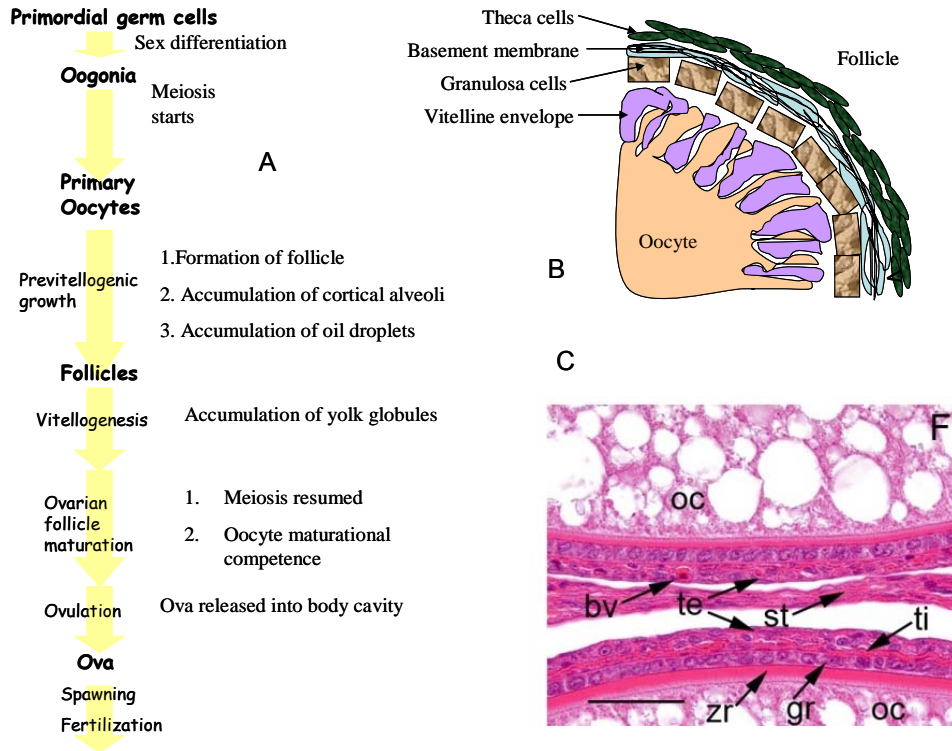 Primordial germ cells
Sex differentiation
Oogonia
Meiosis
starts
A
Primary
Oocytes
Previtellogenic
growth
1.Formation of follicle
2. Accumulation of cortical alveoli
3. Accumulation of oil droplets
Follicles
Vitellogenesis
Accumulation of yolk globules
Ovarian
follicle
maturation
1. Meiosis resumed
2. Oocyte maturational
competence
Ovulation
Ova released into body cavity
Ova
Spawning
Fertilization
Theca cells
Basement membrane
Granulosa cells
Vitelline envelope
Follicle
Oocyte
B
C
F
oc
bv
te
st
ti
zr
gr
oc